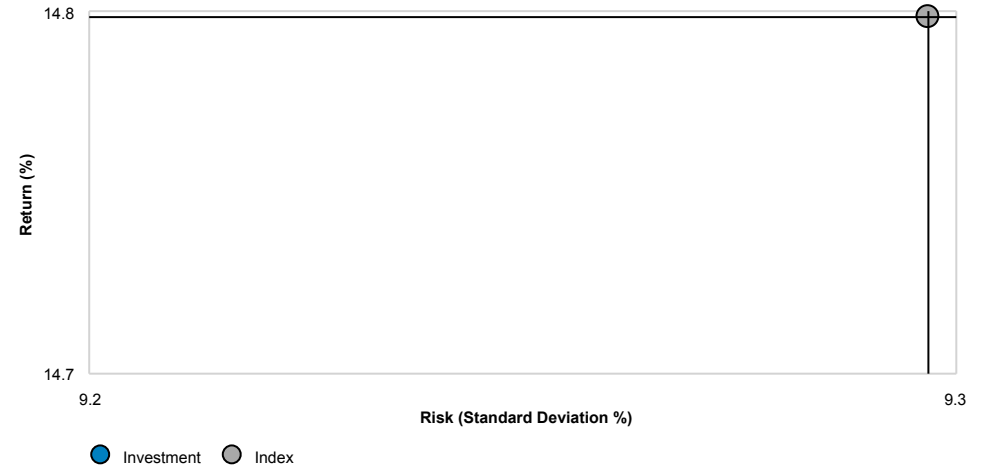 14.8
Return (%)
14.7
9.2
9.3
Risk (Standard Deviation %)
Investment
Index